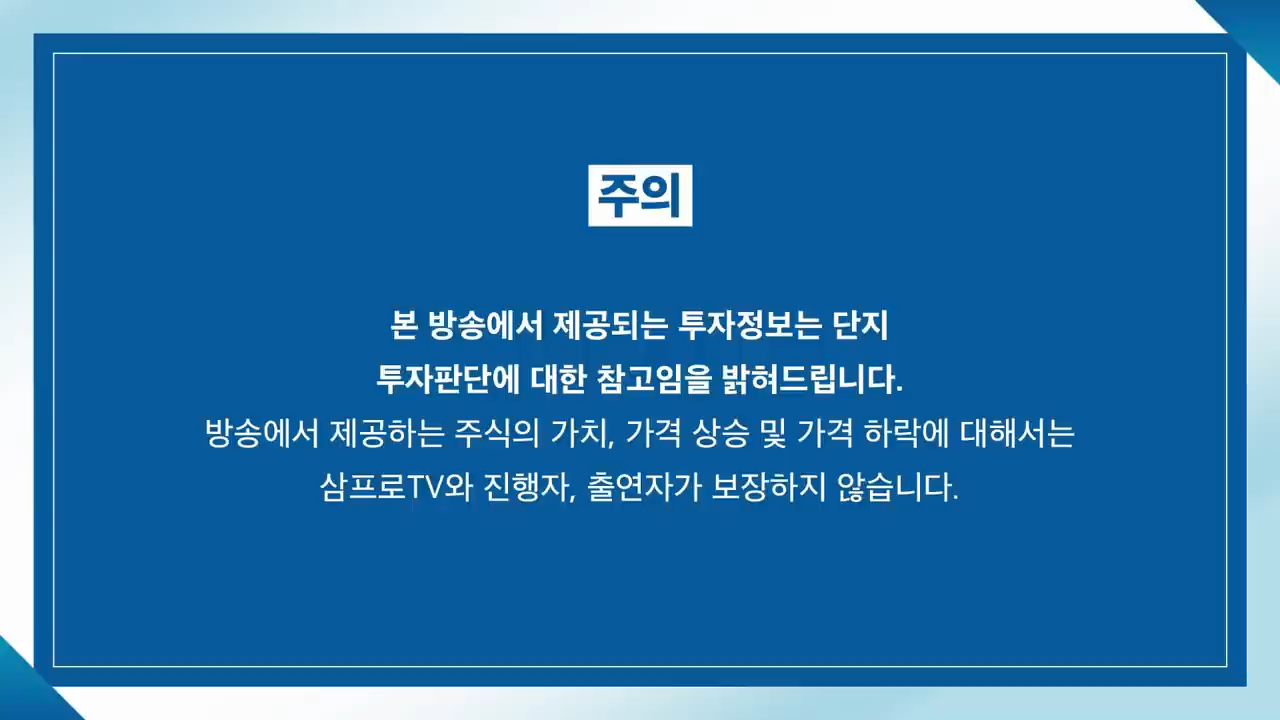 주의
본 방송에서 제공되는 투자정보는 단지
투자판단에 대한 참고임을 밝혀드립니다.
방송에서 제공하는 주식의 가치, 가격 상승 및 가격 하락에 대해서는
삼프로TV와 진행자, 출연자가 보장하지 않습니다.